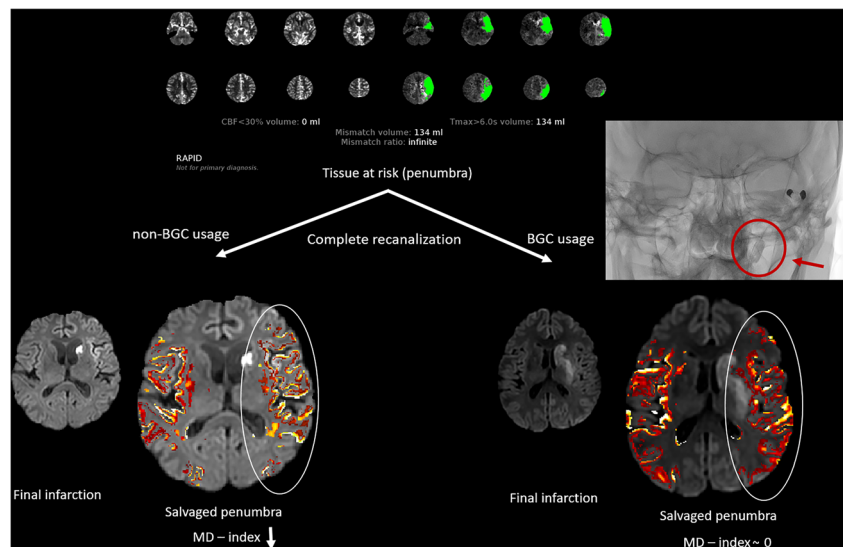 CBF<30% volume: 0 ml
Tmax>6.0s volume: 134 ml
Mismatch volume: 134 ml
Mismatch ratio: infinite
RAPID
Not for primary diagnosis.
Tissue at risk (penumbra)
non-BGC usage
Complete recanalization
BGC usage
Final infarction
Salvaged penumbra
MD – index
Final infarction
Salvaged penumbra
MD – index~ 0